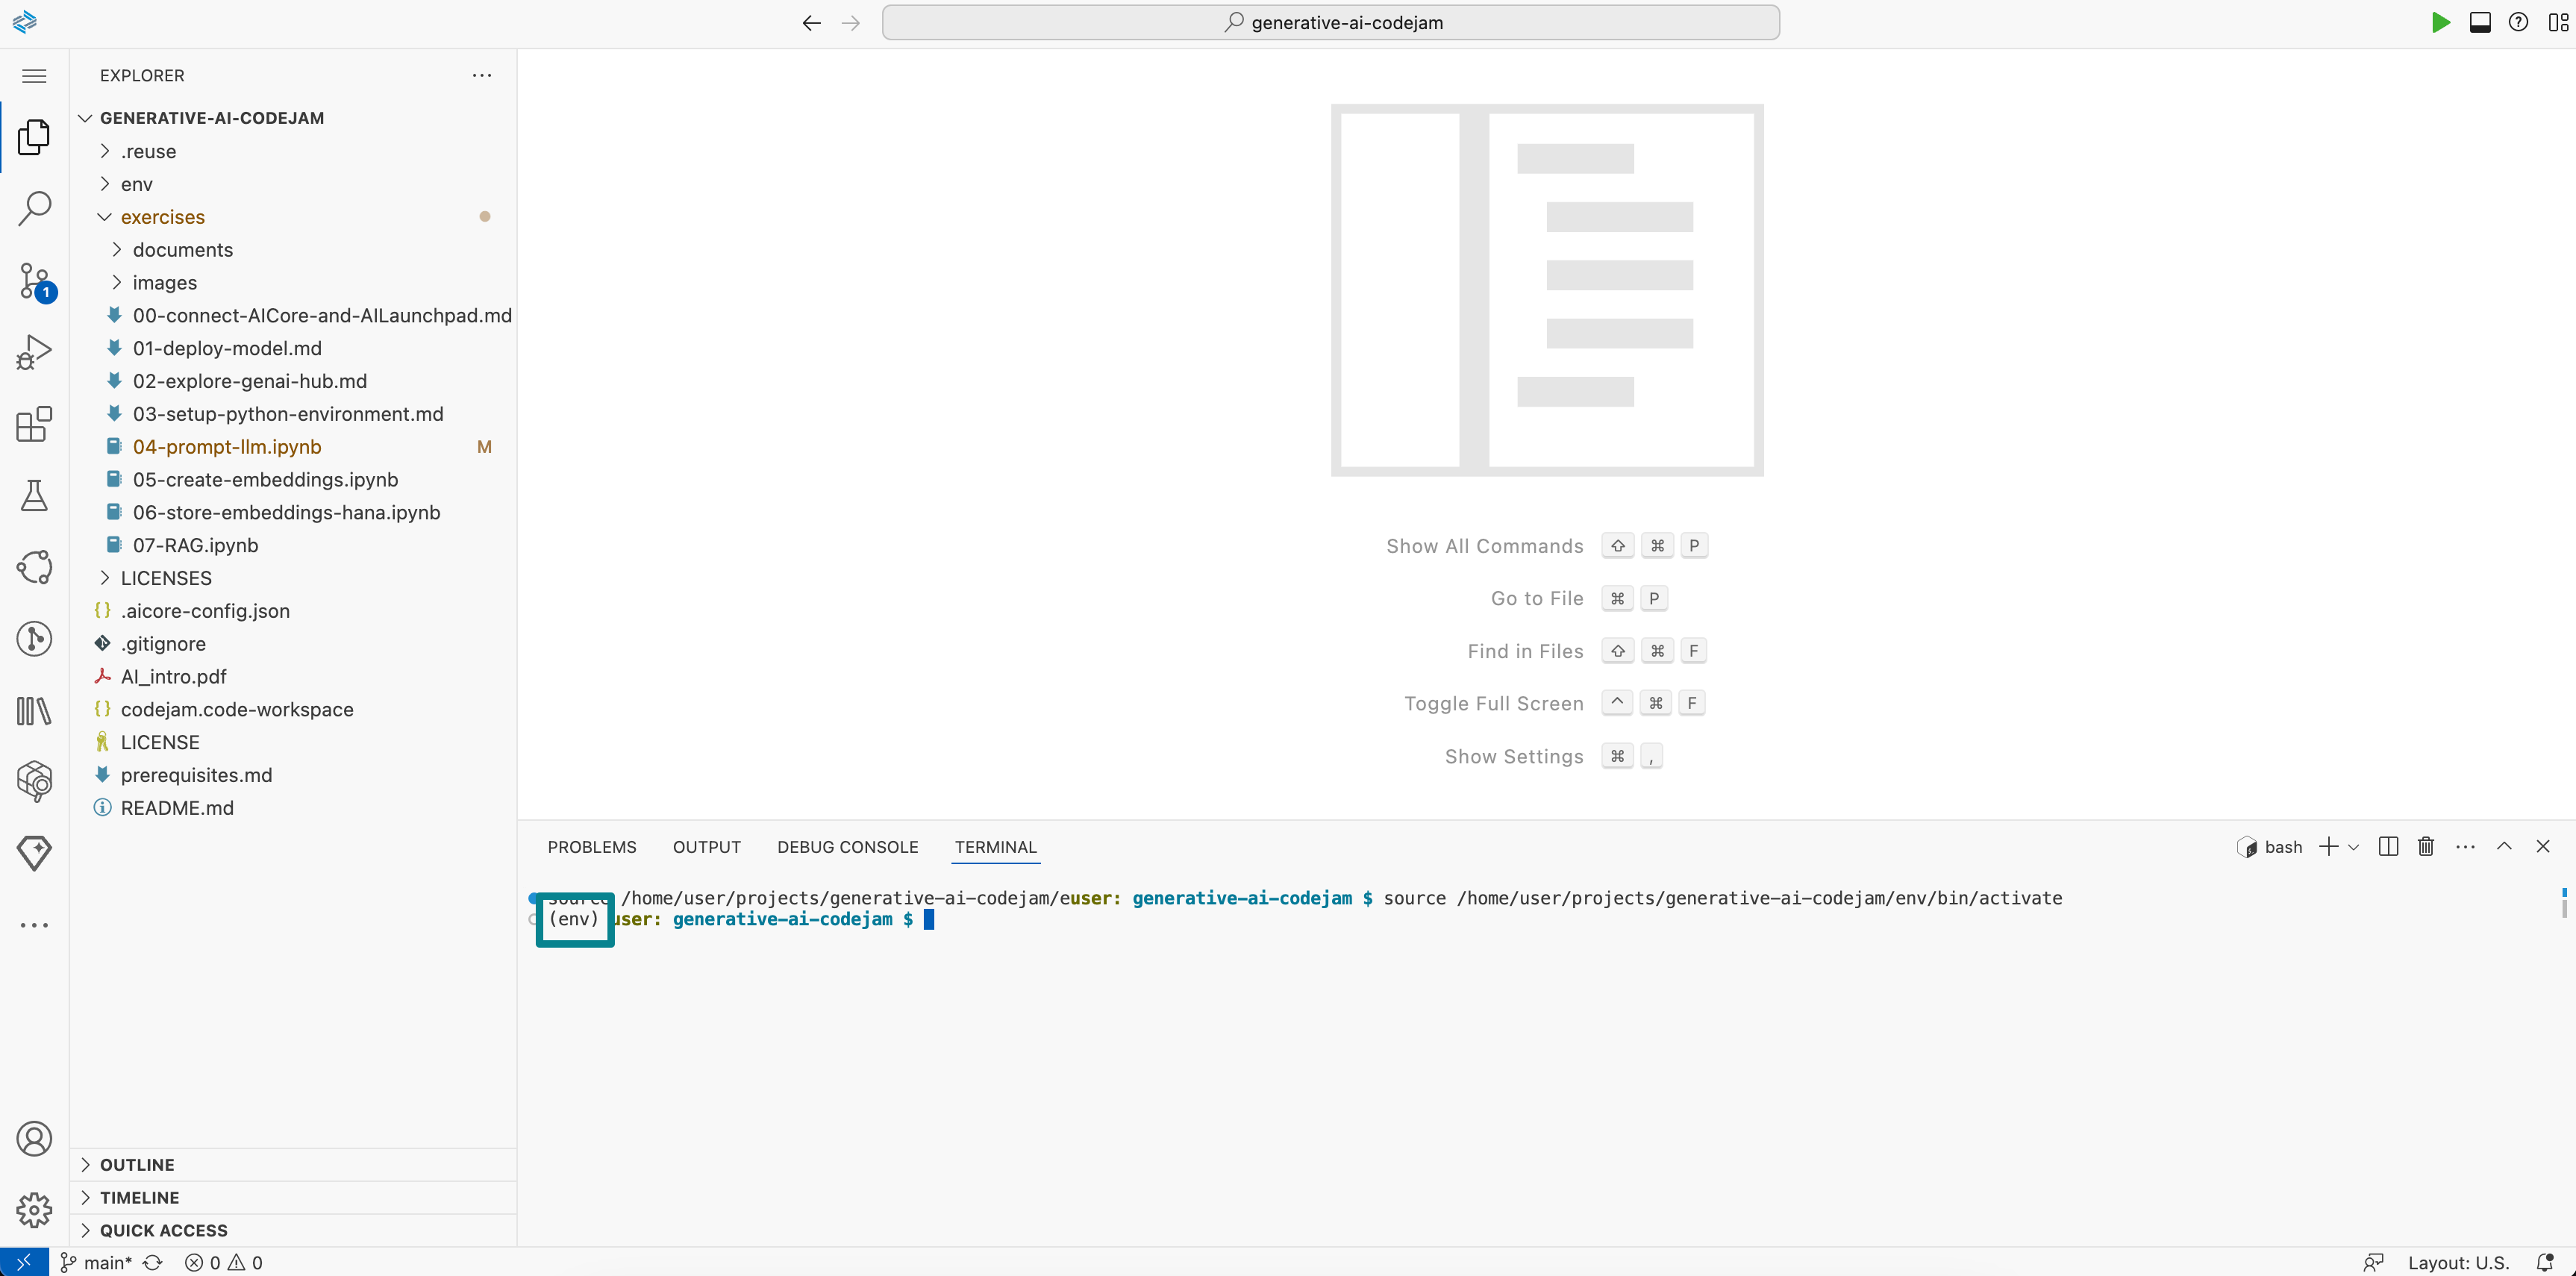 generative-ai-codejam
EXPLORER
GENERATIVE-AI-CODEJAM
.reuse
env
exercises
documents
images
00-connect-AICore-and-AILaunchpad.md
01-deploy-model.md
02-explore-genai-hub.md
03-setup-python-environment.md
04-prompt-llm.ipynb M
05-create-embeddings.ipynb
06-store-embeddings-hana.ipynb
07-RAG.ipynb
LICENSES
.aicore-config.json
.gitignore
AI_intro.pdf
codejam.code-workspace
LICENSE
prerequisites.md
README.md
1
OUTLINE
TIMELINE
QUICK ACCESS
Show All Commands ⇧ ⌘ P
Go to File ⌘ P
Find in Files ⇧ ⌘ F
Toggle Full Screen ^ ⌘ F
Show Settings ⌘ ,
PROBLEMS OUTPUT DEBUG CONSOLE TERMINAL bash
source /home/user/projects/generative-ai-codejam/euser: generative-ai-codejam $ source /home/user/projects/generative-ai-codejam/env/bin/activate
(env) user: generative-ai-codejam $
main* 0 0 Layout: U.S.